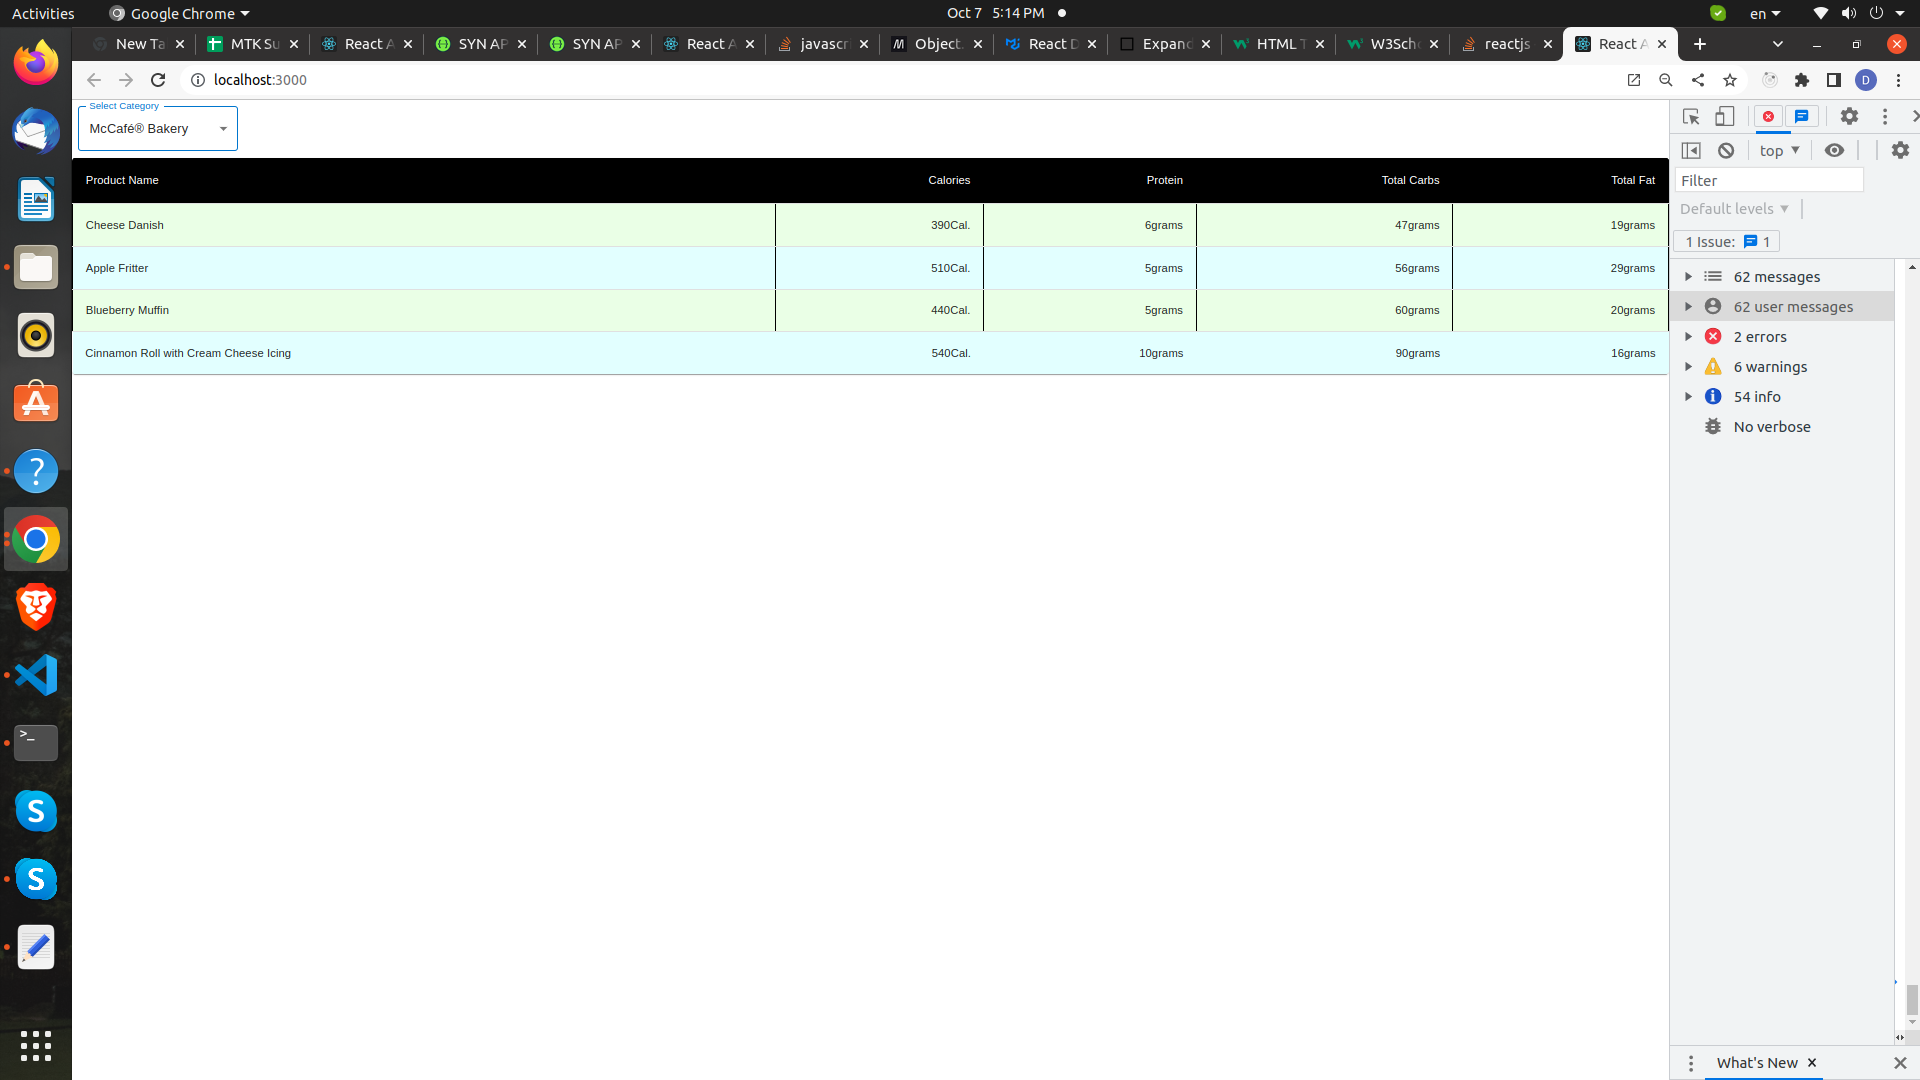 Activities
Google Chrome
Oct 7 5:14 PM
en
New Ta
MTK Su
React A
SYN AP
SYN AP
React A
javascri
Object.
React D
Expand
HTML T
W3Scho
reactjs
React A
localhost:3000
D
Select Category
McCafé® Bakery
Product Name Calories Protein Total Carbs Total Fat
Cheese Danish 390Cal. 6grams 47grams 19grams
Apple Fritter 510Cal. 5grams 56grams 29grams
Blueberry Muffin 440Cal. 5grams 60grams 20grams
Cinnamon Roll with Cream Cheese Icing 540Cal. 10grams 90grams 16grams
top
Filter
Default levels
1 Issue: 1
62 messages
62 user messages
2 errors
6 warnings
54 info
No verbose
What's New